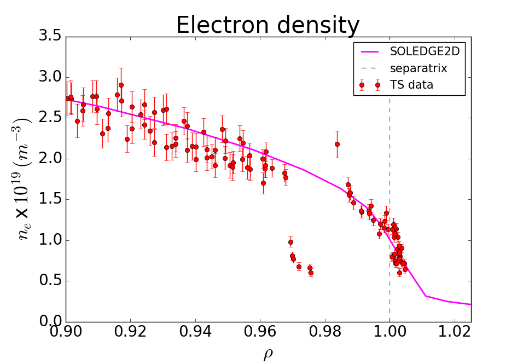 Electron density
3.5
3.0
2.5
2.0
1.5
1.0
0.5
0.0
n_e x 10^19 (m^-3)
SOLEDGE2D
separatrix
TS data
0.90 0.92 0.94 0.96 0.98 1.00 1.02
ρ